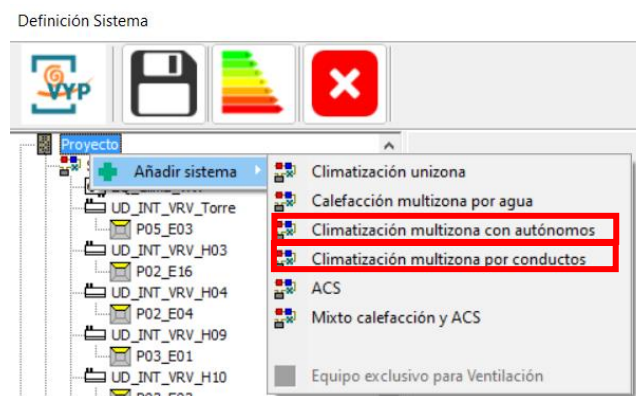 Definición Sistema
VYP
Proyecto
Añadir sistema
Climatización unizona
Calefacción multizona por agua
UD_INT_VRV_Torre
Climatización multizona con autónomos
P05_E03
UD_INT_VRV_H03
Climatización multizona por conductos
P02_E16
UD_INT_VRV_H04
ACS
P02_E04
Mixto calefacción y ACS
UD_INT_VRV_H09
P03_E01
UD_INT_VRV_H10
Equipo exclusivo para Ventilación